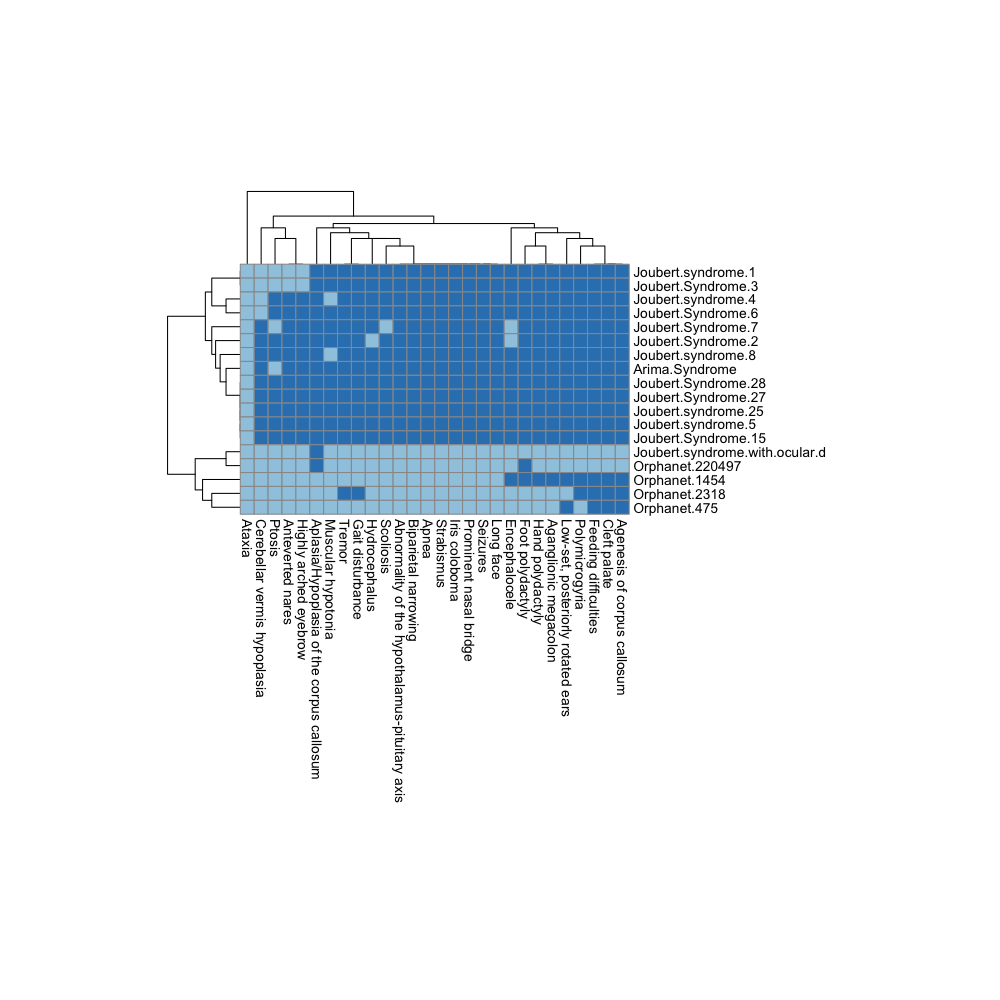 Joubert.syndrome.1
Joubert.Syndrome.3
Joubert.syndrome.4
Joubert.Syndrome.6
Joubert.Syndrome.7
Joubert.Syndrome.2
Joubert.syndrome.8
Arima.Syndrome
Joubert.Syndrome.28
Joubert.Syndrome.27
Joubert.syndrome.25
Joubert.syndrome.5
Joubert.Syndrome.15
Joubert.syndrome.with.ocular.d
Orphanet.220497
Orphanet.1454
Orphanet.2318
Orphanet.475
Ataxia
Cerebellar vermis hypoplasia
Ptosis
Anteverted nares
Highly arched eyebrow
Aplasia/Hypoplasia of the corpus callosum
Muscular hypotonia
Tremor
Gait disturbance
Hydrocephalus
Scoliosis
Abnormality of the hypothalamus-pituitary axis
Biparietal narrowing
Apnea
Strabismus
Iris coloboma
Prominent nasal bridge
Seizures
Long face
Encephalocele
Foot polydactyly
Hand polydactyly
Aganglionic megacolon
Low-set, posteriorly rotated ears
Polymicrogyria
Feeding difficulties
Cleft palate
Agenesis of corpus callosum